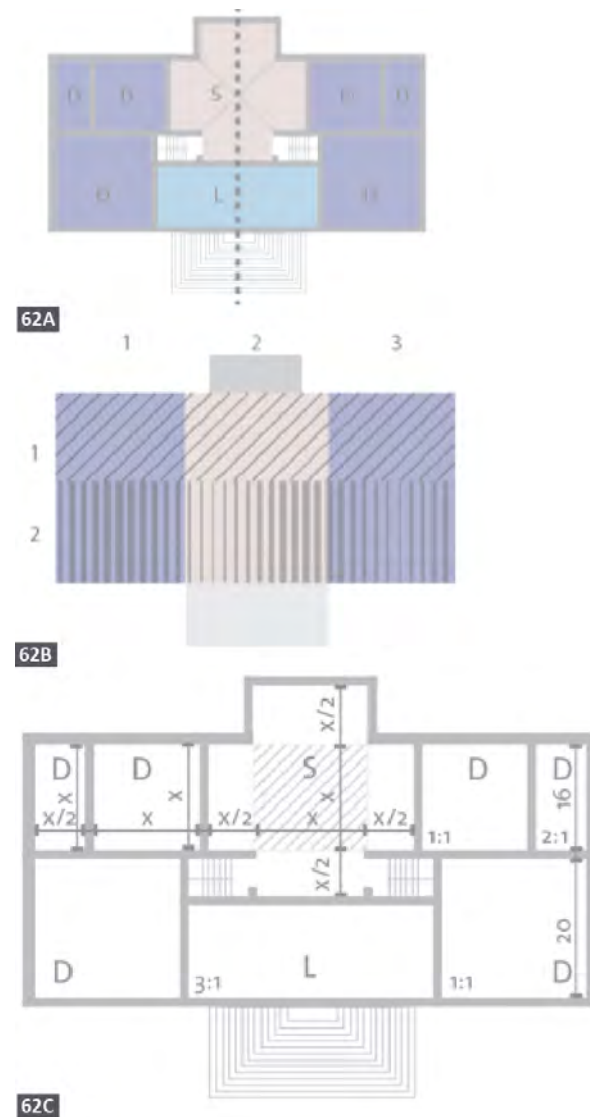 D D S D D
D L D
62A
1 2 3
1
2
62B
x/2
D D S D D
x x x 16
x/2 x x/2 x x/2
1:1 2:1
x/2
20
D 3:1 L 1:1 D
62C